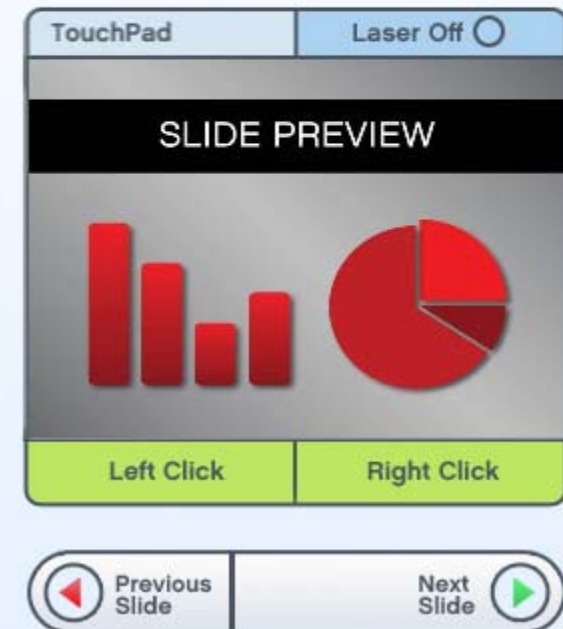 TouchPad
Laser Off
SLIDE PREVIEW
Left Click
Right Click
Previous
Slide
Next
Slide